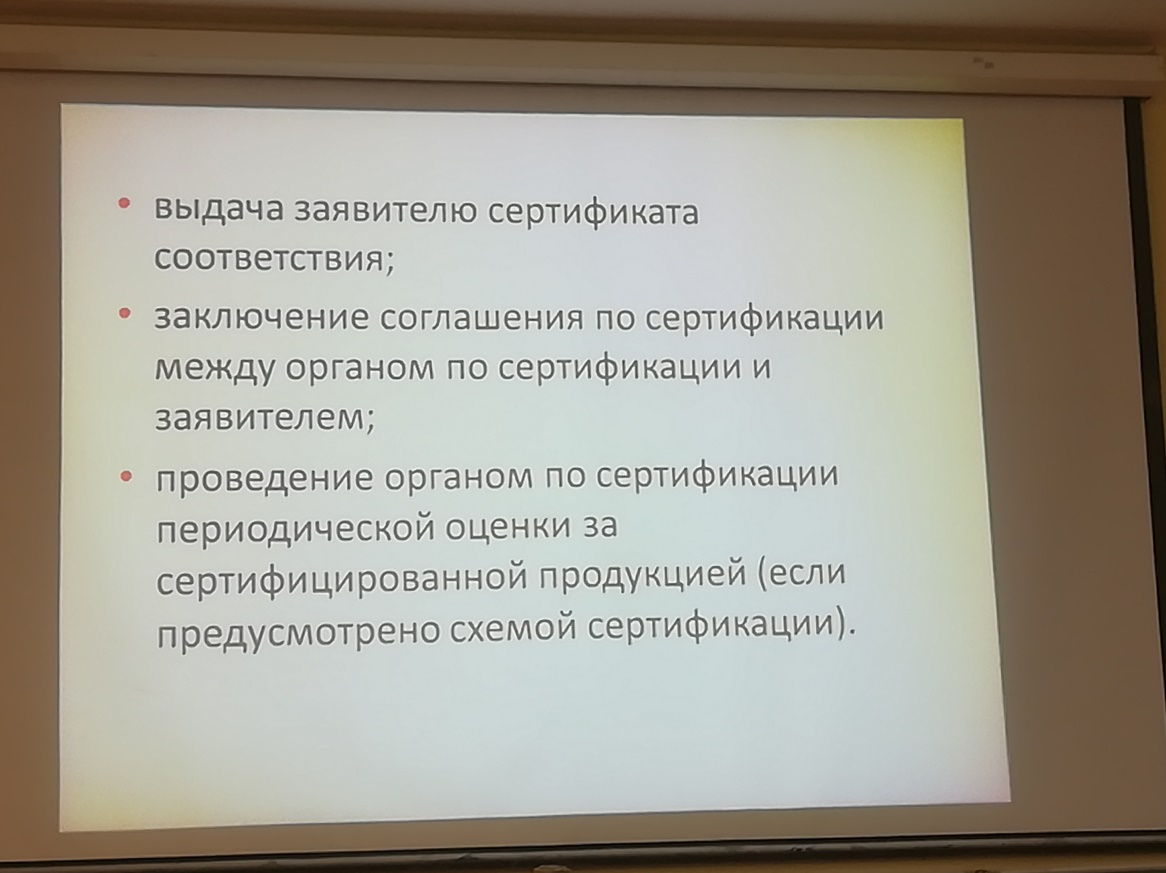 • выдача заявителю сертификата
соответствия;
• заключение соглашения по сертификации
между органом по сертификации и
заявителем;
• проведение органом по сертификации
периодической оценки за
сертифицированной продукцией (если
предусмотрено схемой сертификации).